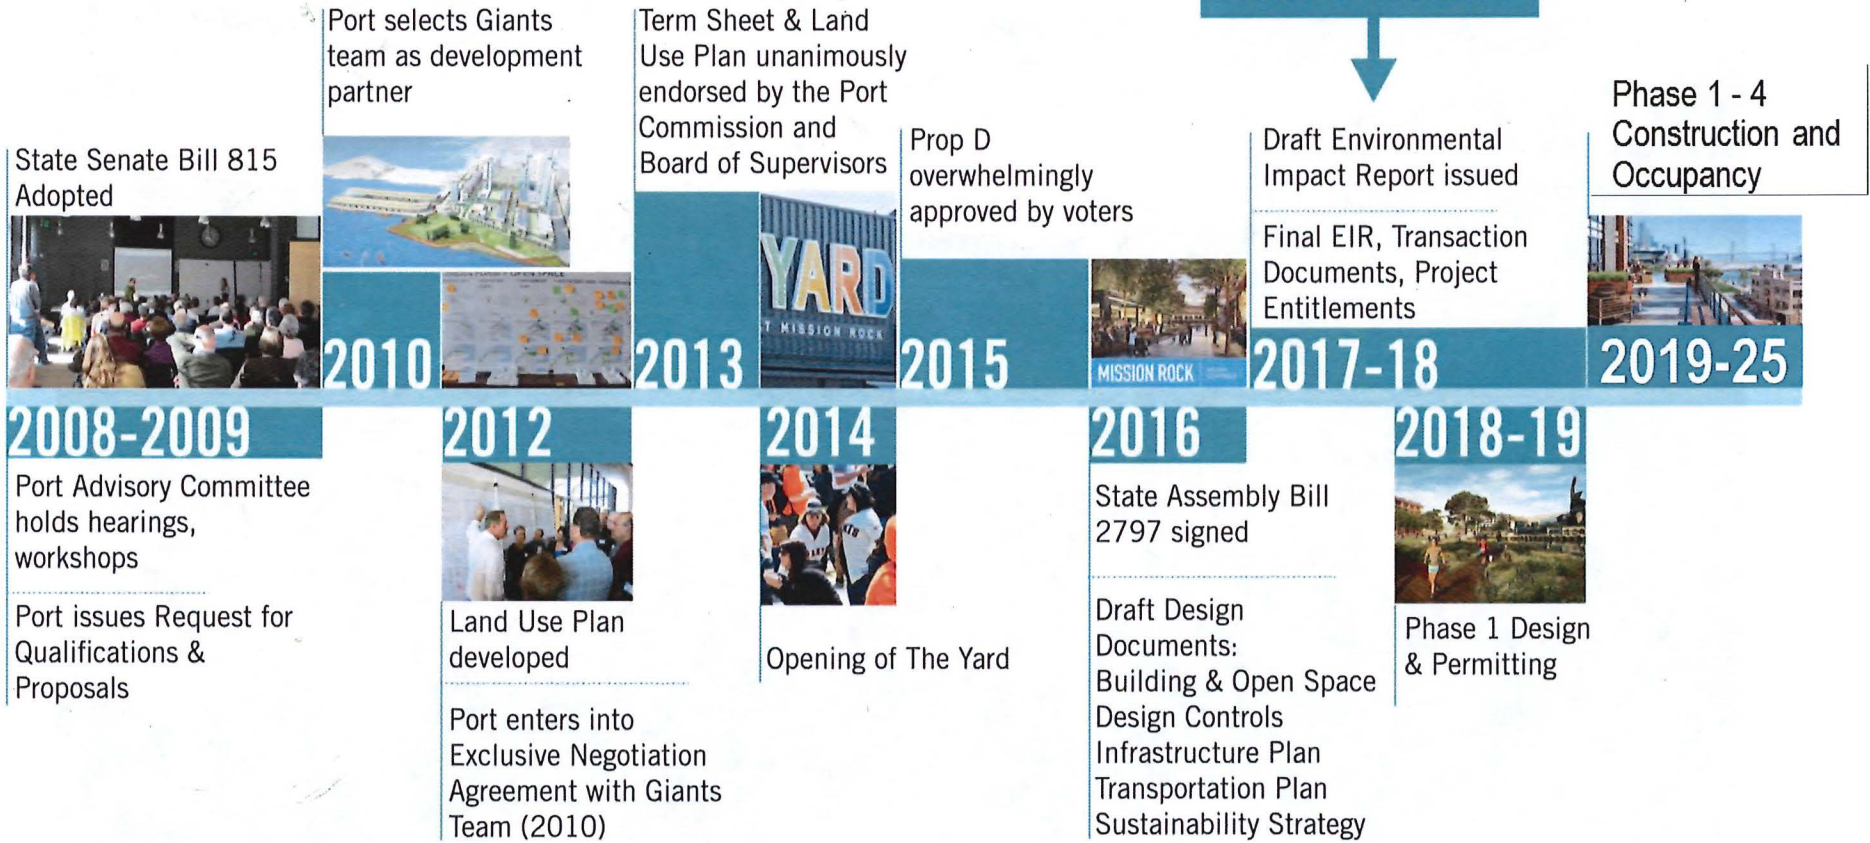 State Senate Bill 815
Adopted
2008-2009
Port Advisory Committee
holds hearings,
workshops
Port issues Request for
Qualifications &
Proposals
Port selects Giants
team as development
partner
2010
2012
Land Use Plan
developed
Port enters into
Exclusive Negotiation
Agreement with Giants
Team (2010)
Term Sheet & Land
Use Plan unanimously
endorsed by the Port
Commission and
Board of Supervisors
2013
YARD
T MISSION ROCK
2014
Opening of The Yard
Prop D
overwhelmingly
approved by voters
2015
MISSION ROCK
2016
State Assembly Bill
2797 signed
Draft Design
Documents:
Building & Open Space
Design Controls
Infrastructure Plan
Transportation Plan
Sustainability Strategy
Draft Environmental
Impact Report issued
Final EIR, Transaction
Documents, Project
Entitlements
2017-18
2018-19
Phase 1 Design
& Permitting
Phase 1 - 4
Construction and
Occupancy
2019-25